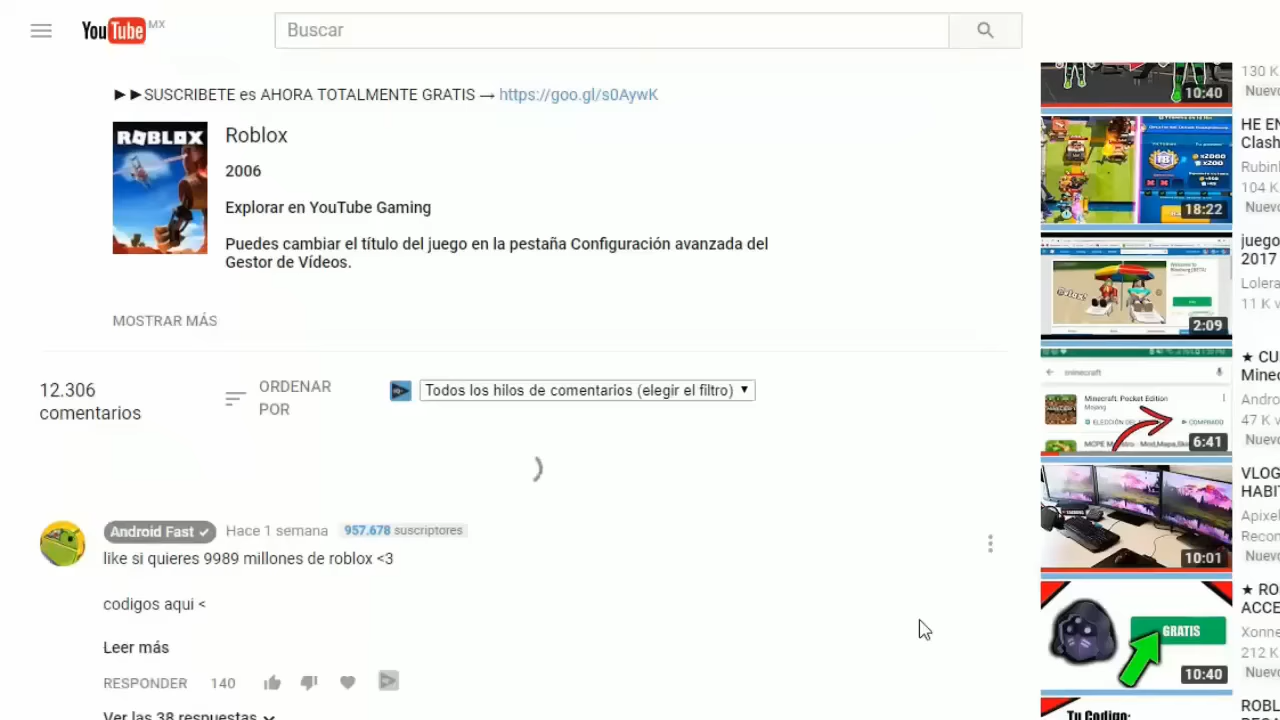 YouTube MX
Buscar
►►SUSCRIBETE es AHORA TOTALMENTE GRATIS → https://goo.gl/s0AywK
ROBLOX
Roblox
2006
Explorar en YouTube Gaming
Puedes cambiar el título del juego en la pestaña Configuración avanzada del
Gestor de Vídeos.
MOSTRAR MÁS
12.306
comentarios
ORDENAR
POR
Todos los hilos de comentarios (elegir el filtro)
Android Fast
Hace 1 semana
957.678 suscriptores
like si quieres 9989 millones de roblox <3
codigos aqui <
Leer más
RESPONDER 140
Ver las 38 respuestas
10:40
130 K
Nuevo
18:22
HE EN
Clash
Rubin
104 K
Nuevo
2:09
juego
2017
Lolera
11 K
minecraft
Minecraft: Pocket Edition
Mojang
COMPRADO
6:41
★ CU
Minec
Andro
47 K
Nuevo
10:01
VLOG
HABIT
Apixel
Recon
Nuevo
GRATIS
10:40
★ RO
ACCE
Xonne
212 K
Nuevo
Tu Codigo:
ROBL